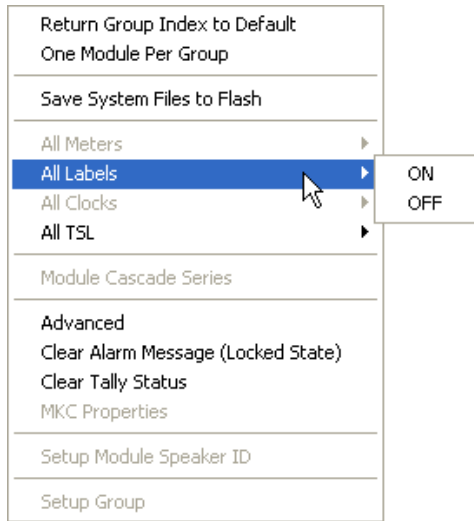 Return Group Index to Default
One Module Per Group
Save System Files to Flash
All Meters
All Labels
ON
All Clocks
OFF
All TSL
Module Cascade Series
Advanced
Clear Alarm Message (Locked State)
Clear Tally Status
MKC Properties
Setup Module Speaker ID
Setup Group